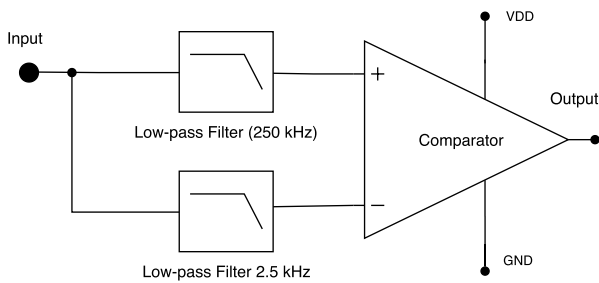 VDD
Input
+
Output
Low-pass Filter (250 kHz)
Comparator
−
GND
Low-pass Filter 2.5 kHz